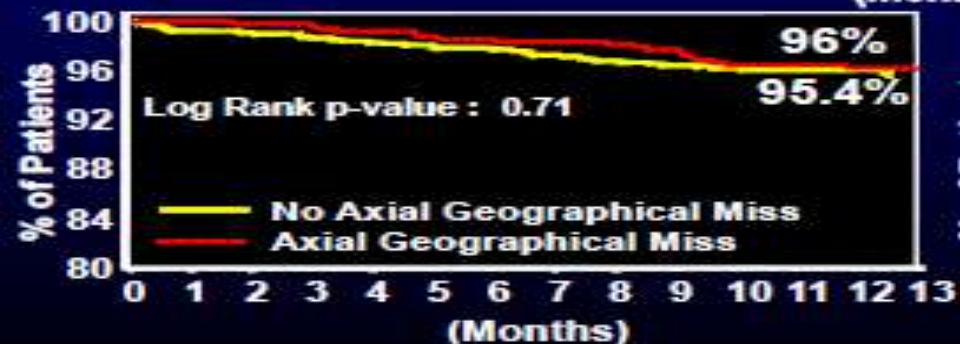 100
96%
96
95.4%
Log Rank p-value : 0.71
92
% of Patients
88
No Axial Geographical Miss
84
Axial Geographical Miss
80
0 1 2 3 4 5 6 7 8 9 10 11 12 13
(Months)